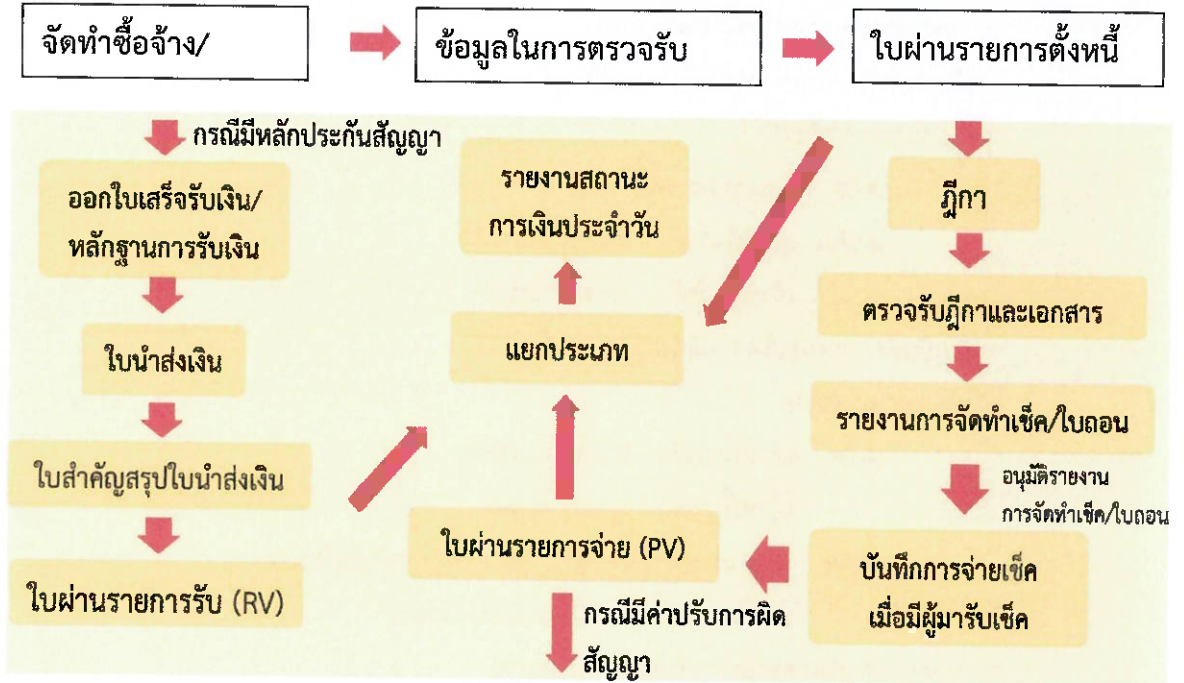 จัดทำซื้อจ้าง/
ข้อมูลในการตรวจรับ
ใบผ่านรายการตั้งหนี้
กรณีมีหลักประกันสัญญา
ออกใบเสร็จรับเงิน/
หลักฐานการรับเงิน
ใบนำส่งเงิน
ใบสำคัญสรุปใบนำส่งเงิน
ใบผ่านรายการรับ (RV)
รายงานสถานะ
การเงินประจำวัน
แยกประเภท
ใบผ่านรายการจ่าย (PV)
กรณีมีค่าปรับการผิด
สัญญา
ฎีกา
ตรวจรับฎีกาและเอกสาร
รายงานการจัดทำเช็ค/ใบถอน
อนุมัติรายงาน
การจัดทำเช็ค/ใบถอน
บันทึกการจ่ายเช็ค
เมื่อมีผู้มารับเช็ค